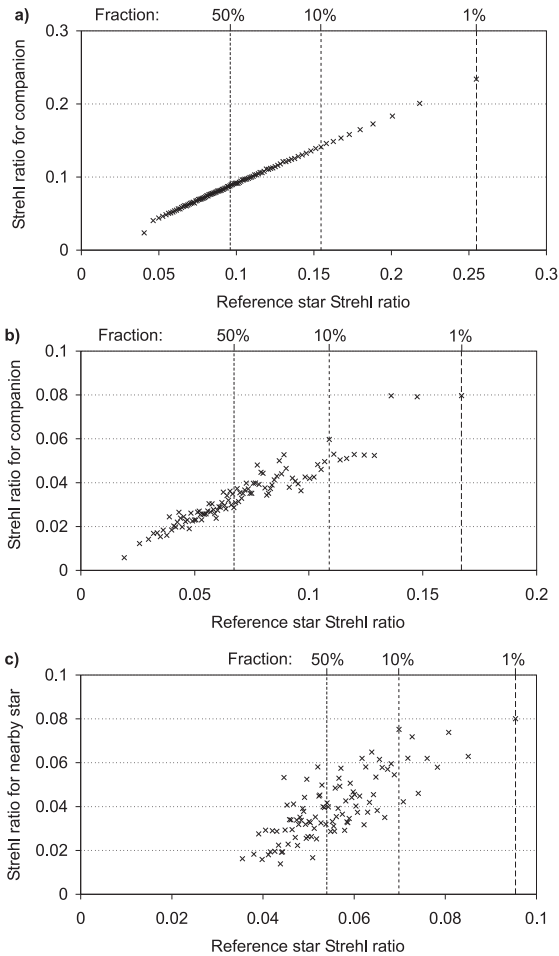 a)
Fraction: 50% 10% 1%
0.3
0.2
0.1
0
Strehl ratio for companion
0 0.05 0.1 0.15 0.2 0.25 0.3
Reference star Strehl ratio
b)
Fraction: 50% 10% 1%
0.1
0.08
0.06
0.04
0.02
0
Strehl ratio for companion
0 0.05 0.1 0.15 0.2
Reference star Strehl ratio
c)
Fraction: 50% 10% 1%
0.1
0.08
0.06
0.04
0.02
0
Strehl ratio for nearby star
0 0.02 0.04 0.06 0.08 0.1
Reference star Strehl ratio